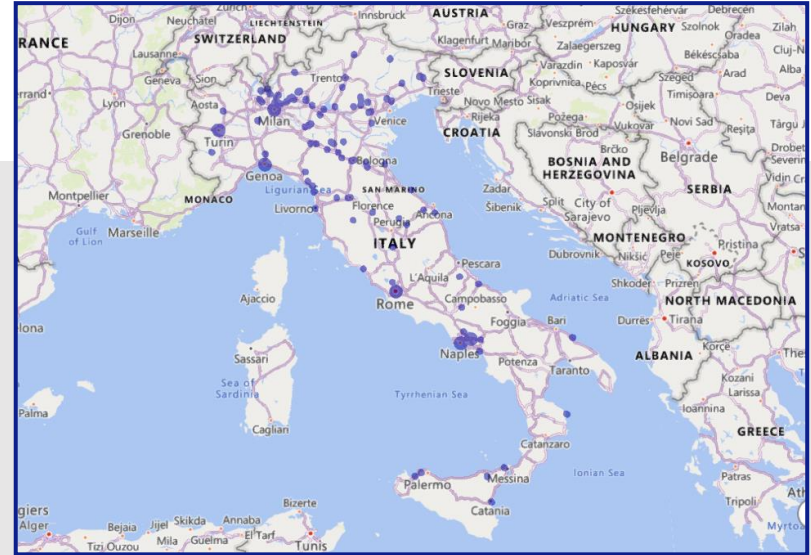 Dijon
Neuchâtel
Zurich
LIECHTENSTEIN
Innsbruck
AUSTRIA
Graz
Veszprém
Székesfehérvár
Debrecen
FRANCE
SWITZERLAND
Klagenfurt
Maribor
HUNGARY
Szolnok
Oradea
Zilah
Zalaegerszeg
Lausanne
Geneva
Sion
Trento
SLOVENIA
Varazdin
Kaposvár
Békéscsaba
Cluj-N
Koprivnica
Pécs
Szeged
Arad
Alba
Lyon
Aosta
Trieste
Novo Mesto
Sisak
Osijek
Timișoara
Deva
Milan
Venice
Rijeka
Požega
Grenoble
Turin
CROATIA
Slavonski Brod
Vukovar
Novi Sad
Reșița
Târgu J
Brčko
Bologna
BOSNIA AND
HERZEGOVINA
Belgrade
Drobet
Severin
Genoa
Vidin
Ligurian Sea
SAN MARINO
Zadar
SERBIA
Montpellier
MONACO
Livorno
Florence
Ancona
Šibenik
Split
City of
Sarajevo
Pljevlja
Montan
Marseille
Perugia
Vratsa
Gulf
of Lion
ITALY
MONTENEGRO
Pristina
Dubrovnik
Nikšić
Peje
KOSOVO
L'Aquila
Pescara
Shkoder
Prizren
Ajaccio
Rome
Campobasso
Adriatic Sea
NORTH MACEDONIA
Foggia
Bari
Durrës
Tirana
lona
Naples
Potenza
ALBANIA
Korçe
Sassari
Taranto
Kozani
Sea of
Sardinia
Tyrrhenian Sea
Larissa
Palma
Ioannina
Cagliari
GREECE
Catanzaro
Ionian Sea
Palermo
Messina
Patras
Catania
Tripoli
Bizerte
giers
Alger
Bejaia
Jijel
Skikda
Annaba
Tizi Ouzou
Mila
Guelma
El Tarf
Tunis
Myrtoa